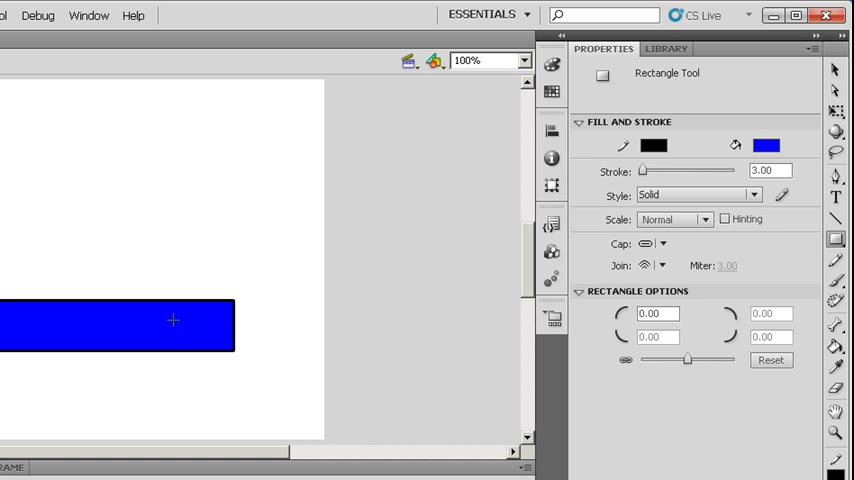 Debug Window Help
ESSENTIALS
CS Live
PROPERTIES LIBRARY
100%
Rectangle Tool
FILL AND STROKE
Stroke: 3.00
Style: Solid
Scale: Normal Hinting
Cap:
Join: Miter: 3.00
RECTANGLE OPTIONS
0.00 0.00
0.00 0.00
Reset